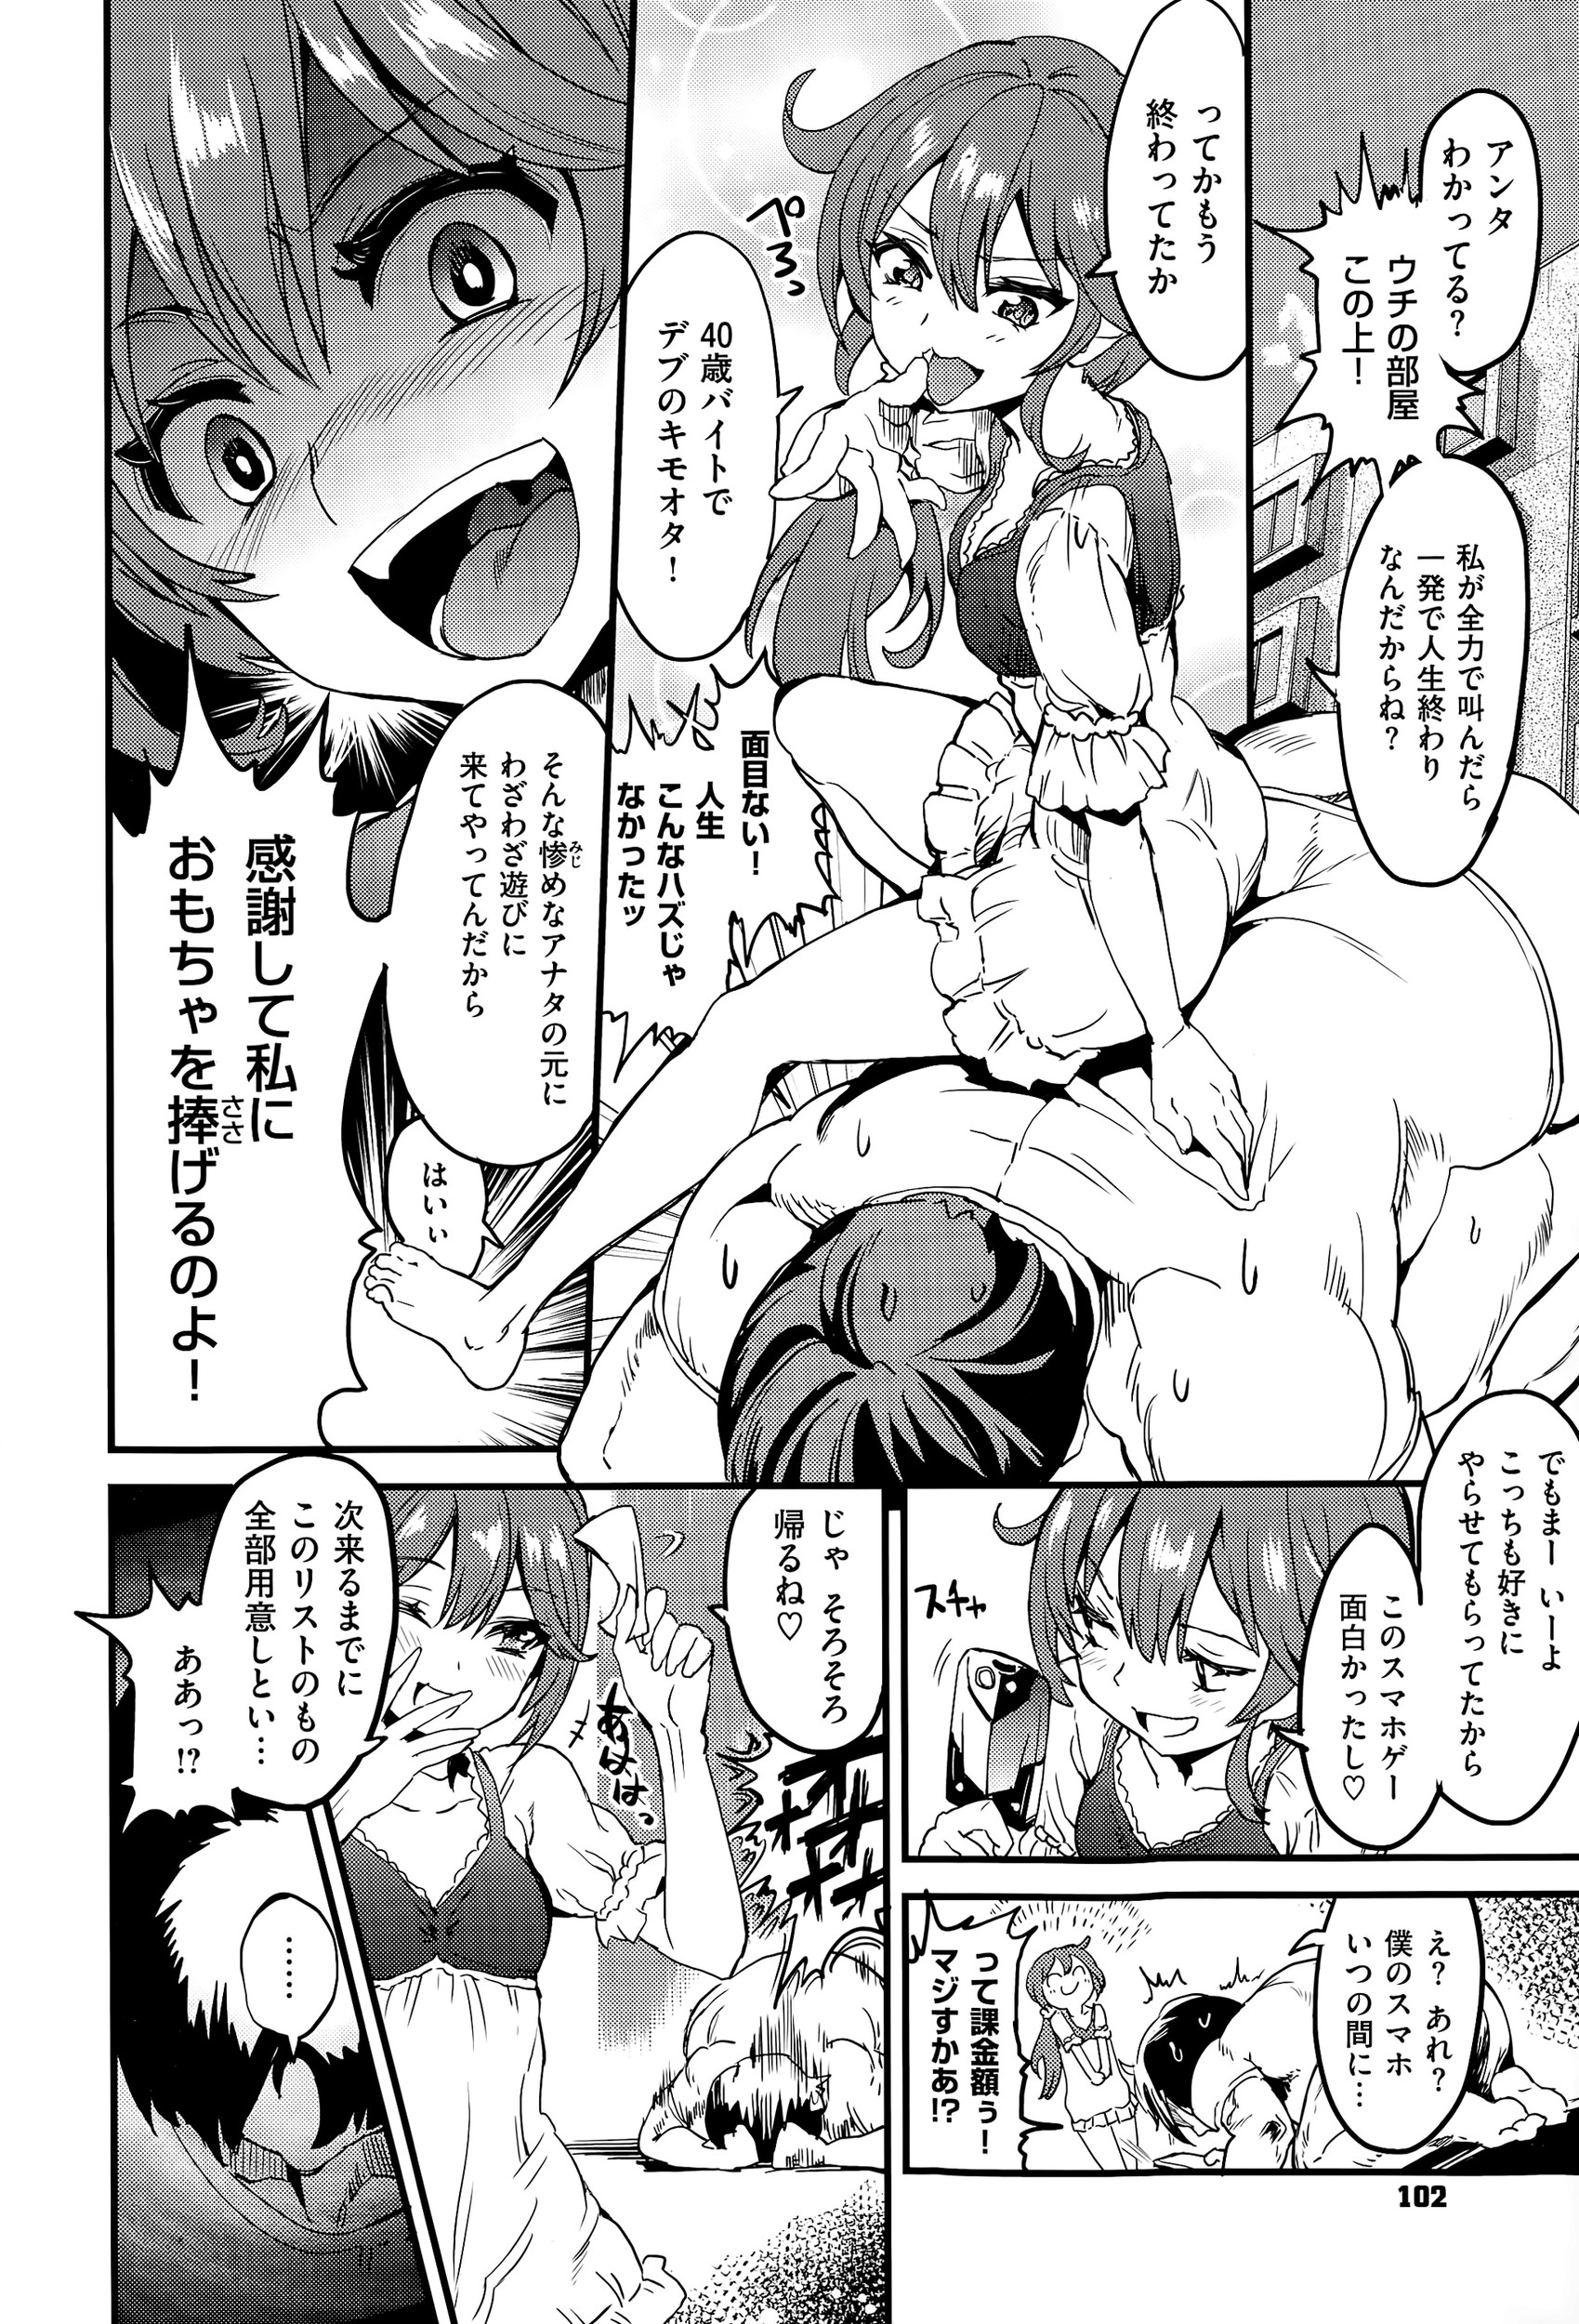 アンタ
わかってる?
ウチの部屋
この上!
私が全力で叫んだら
一発で人生終わり
なんだからね?
ってかもう
終わってたか
ペろっ
40歳バイトで
デブのキモオタ!
面目ない!
人生
こんなハズじゃ
なかったッ
そんな惨めなアナタの元に
みじ
わざわざ遊びに
来てやってんだから
はいぃ
感謝して私に
おもちゃを捧げるのよ!
ささ
でもまー いーよ
こっちも好きに
やらせてもらってたから
このスマホゲー
面白かったし♡
スチャ
え? あれ?
僕のスマホ
いつの間に…
って課金額ぅ!
マジすかあ!?
じゃ そろそろ
帰るね♡
あはは
次来るまでに
このリストのもの
全部用意しとい…
ああっ!?
……
102